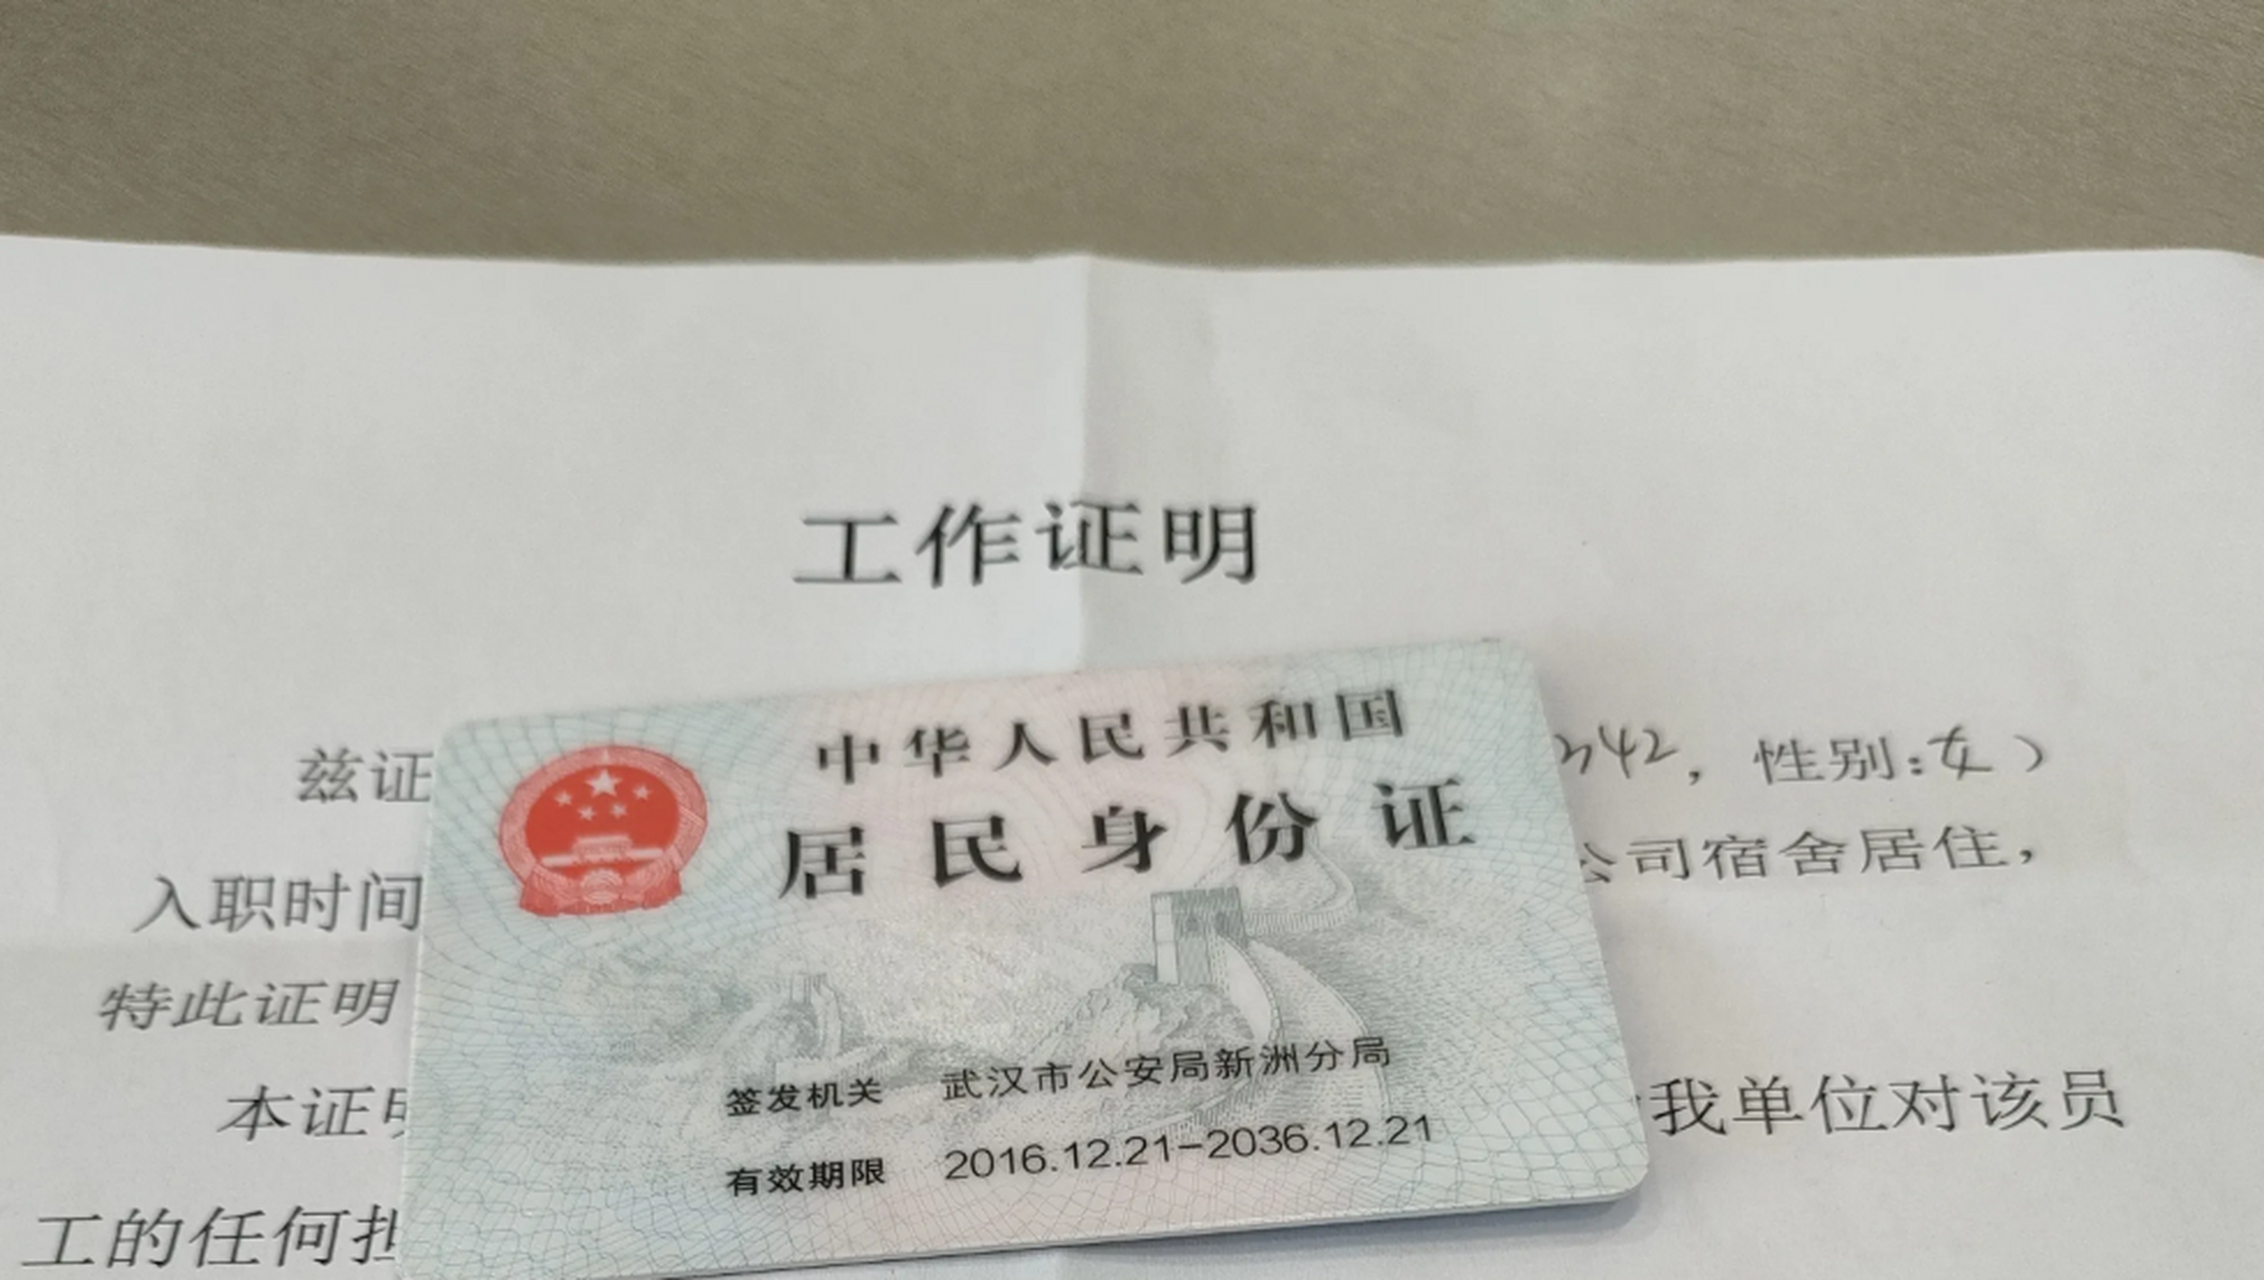 工作证明
兹证
42，性别:女）
中华人民共和国
居民身份证
入职时间
公司宿舍居住，
特此证明
签发机关 武汉市公安局新洲分局
本证明
我单位对该员
有效期限 2016.12.21-2036.12.21
工的任何担